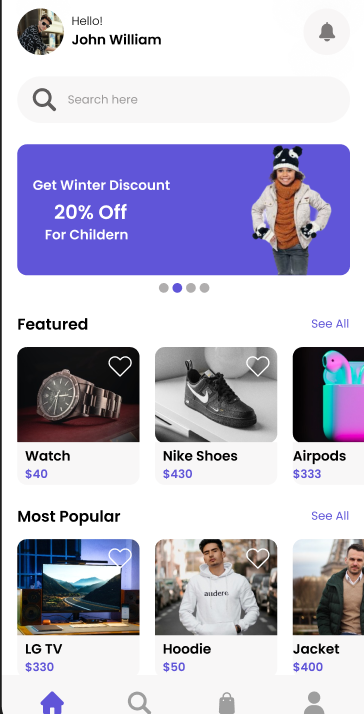 Hello!
John William
Search here
Get Winter Discount
20% Off
For Childern
Featured
See All
Watch
$40
Nike Shoes
$430
Airpods
$333
Most Popular
See All
audere.
LG TV
$330
Hoodie
$50
Jacket
$400